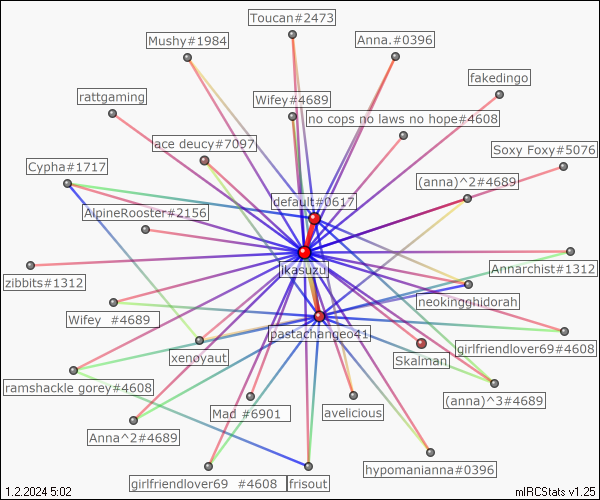 Toucan#2473
Mushy#1984
Anna.#0396
fakedingo
rattgaming
Wifey#4689
no cops no laws no hope#4608
ace deucy#7097
Soxy Foxy#5076
Cypha#1717
(anna)^2#4689
default#0617
AlpineRooster#2156
ikasuzu
zibbits#1312
Annarchist#1312
neokingghidorah
Wifey  #4689
pastachangeo41
girlfriendlover69#4608
xenoyaut
Skalman
ramshackle gorey#4608
(anna)^3#4689
Mad #6901
avelicious
Anna^2#4689
hypomanianna#0396
girlfriendlover69  #4608
frisout
1.2.2024 5:02
mIRCStats v1.25